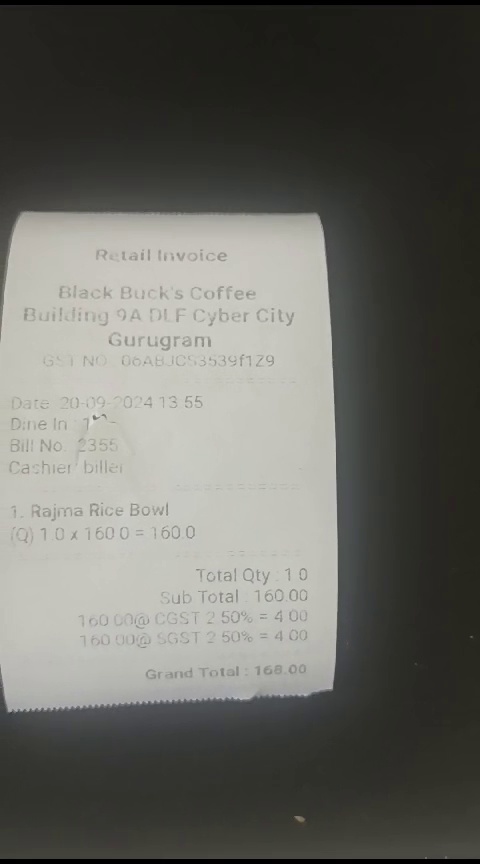 Retail Invoice
Black Buck's Coffee
Building 9A DLF Cyber City
Gurugram
GST NO. 06ABJCS3539f1Z9
Date: 20-09-2024 13:55
Dine In :
Bill No.: 2355
Cashier: biller
1. Rajma Rice Bowl
(Q) 1.0 x 160.0 = 160.0
Total Qty : 1.0
Sub Total : 160.00
160.00@ CGST 2.50% = 4.00
160.00@ SGST 2.50% = 4.00
Grand Total : 168.00